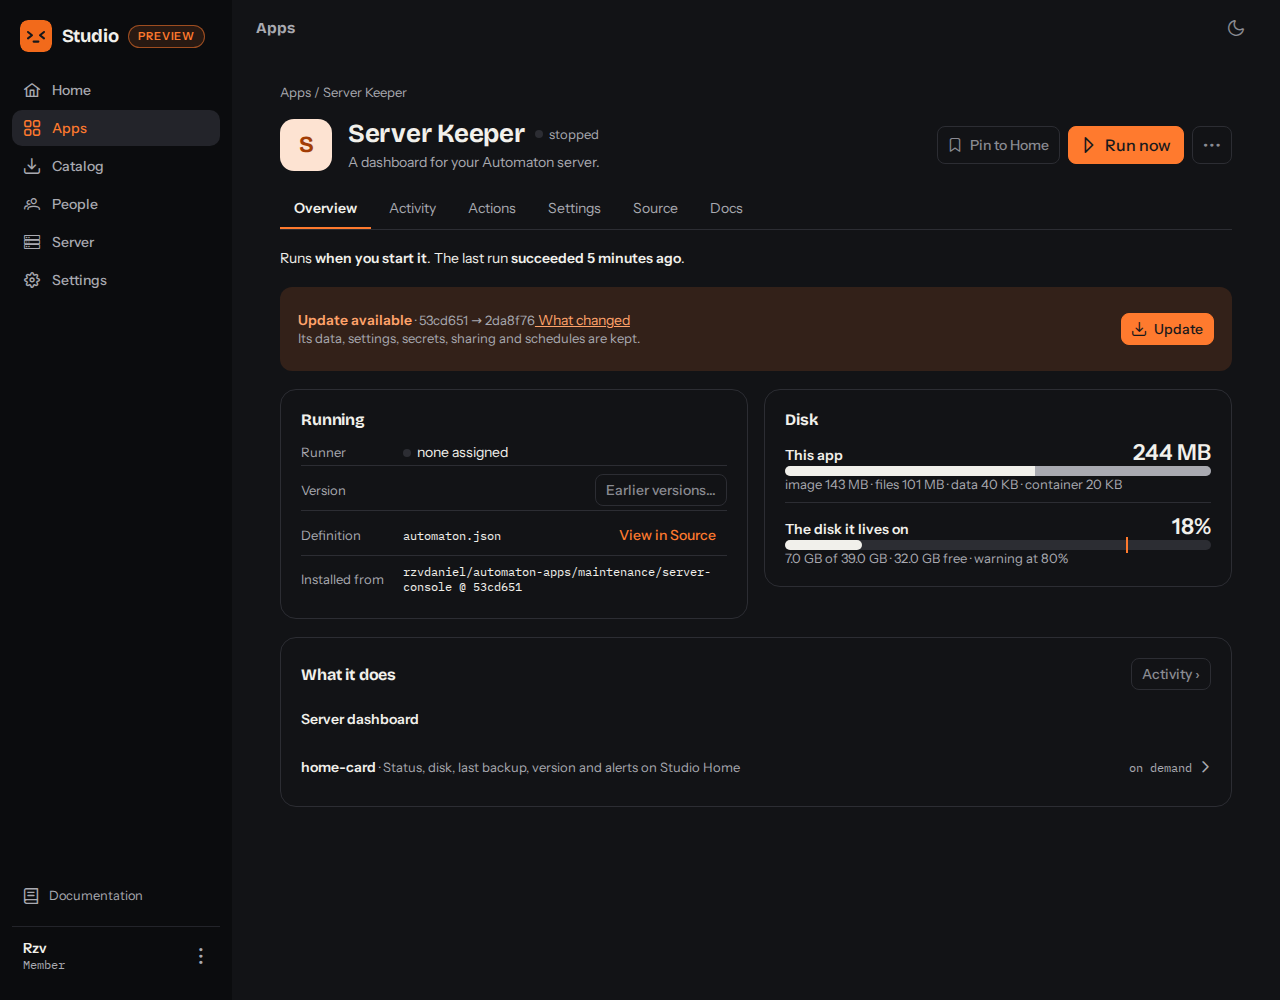 Studio PREVIEW
Home
Apps
Catalog
People
Server
Settings
Documentation
Rzv
Member
Apps
Apps / Server Keeper
S
Server Keeper stopped
A dashboard for your Automaton server.
Pin to Home
Run now
Overview Activity Actions Settings Source Docs
Runs when you start it. The last run succeeded 5 minutes ago.
Update available · 53cd651 → 2da8f76 What changed
Its data, settings, secrets, sharing and schedules are kept.
Update
Running
Runner none assigned
Version Earlier versions...
Definition automaton.json View in Source
Installed from rzvdaniel/automaton-apps/maintenance/server-
console @ 53cd651
Disk
This app 244 MB
image 143 MB · files 101 MB · data 40 KB · container 20 KB
The disk it lives on 18%
7.0 GB of 39.0 GB · 32.0 GB free · warning at 80%
What it does Activity ›
Server dashboard
home-card · Status, disk, last backup, version and alerts on Studio Home on demand